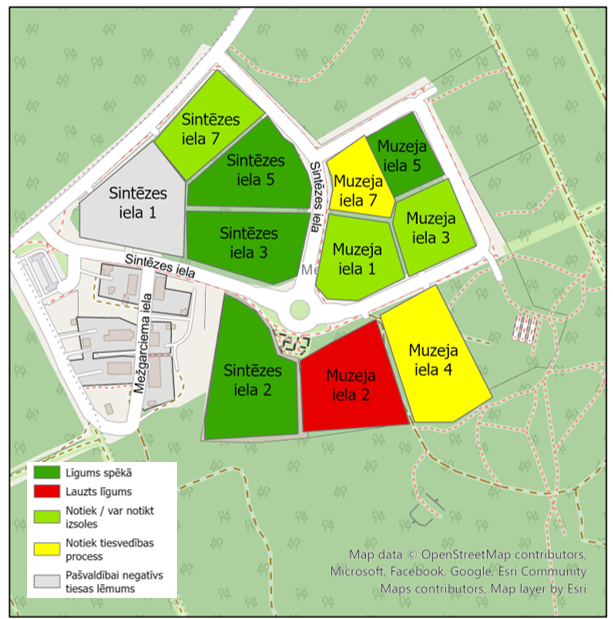 Sintēzes
iela 7
Sintēzes
iela 5
Muzeja
iela 5
Sintēzes
iela 1
Muzeja
iela 7
Sintēzes iela
Sintēzes
iela 3
Muzeja
iela 3
Muzeja
iela 1
Me
Sintēzes iela
Mežgarciema iela
Sintēzes
iela 2
Muzeja
iela 2
Muzeja
iela 4
Līgums spēkā
Lauzts līgums
Notiek / var notikt
izsoles
Notiek tiesvedības
process
Pašvaldībai negatīvs
tiesas lēmums
Map data © OpenStreetMap contributors,
Microsoft, Facebook, Google, Esri Community
Maps contributors, Map layer by Esri